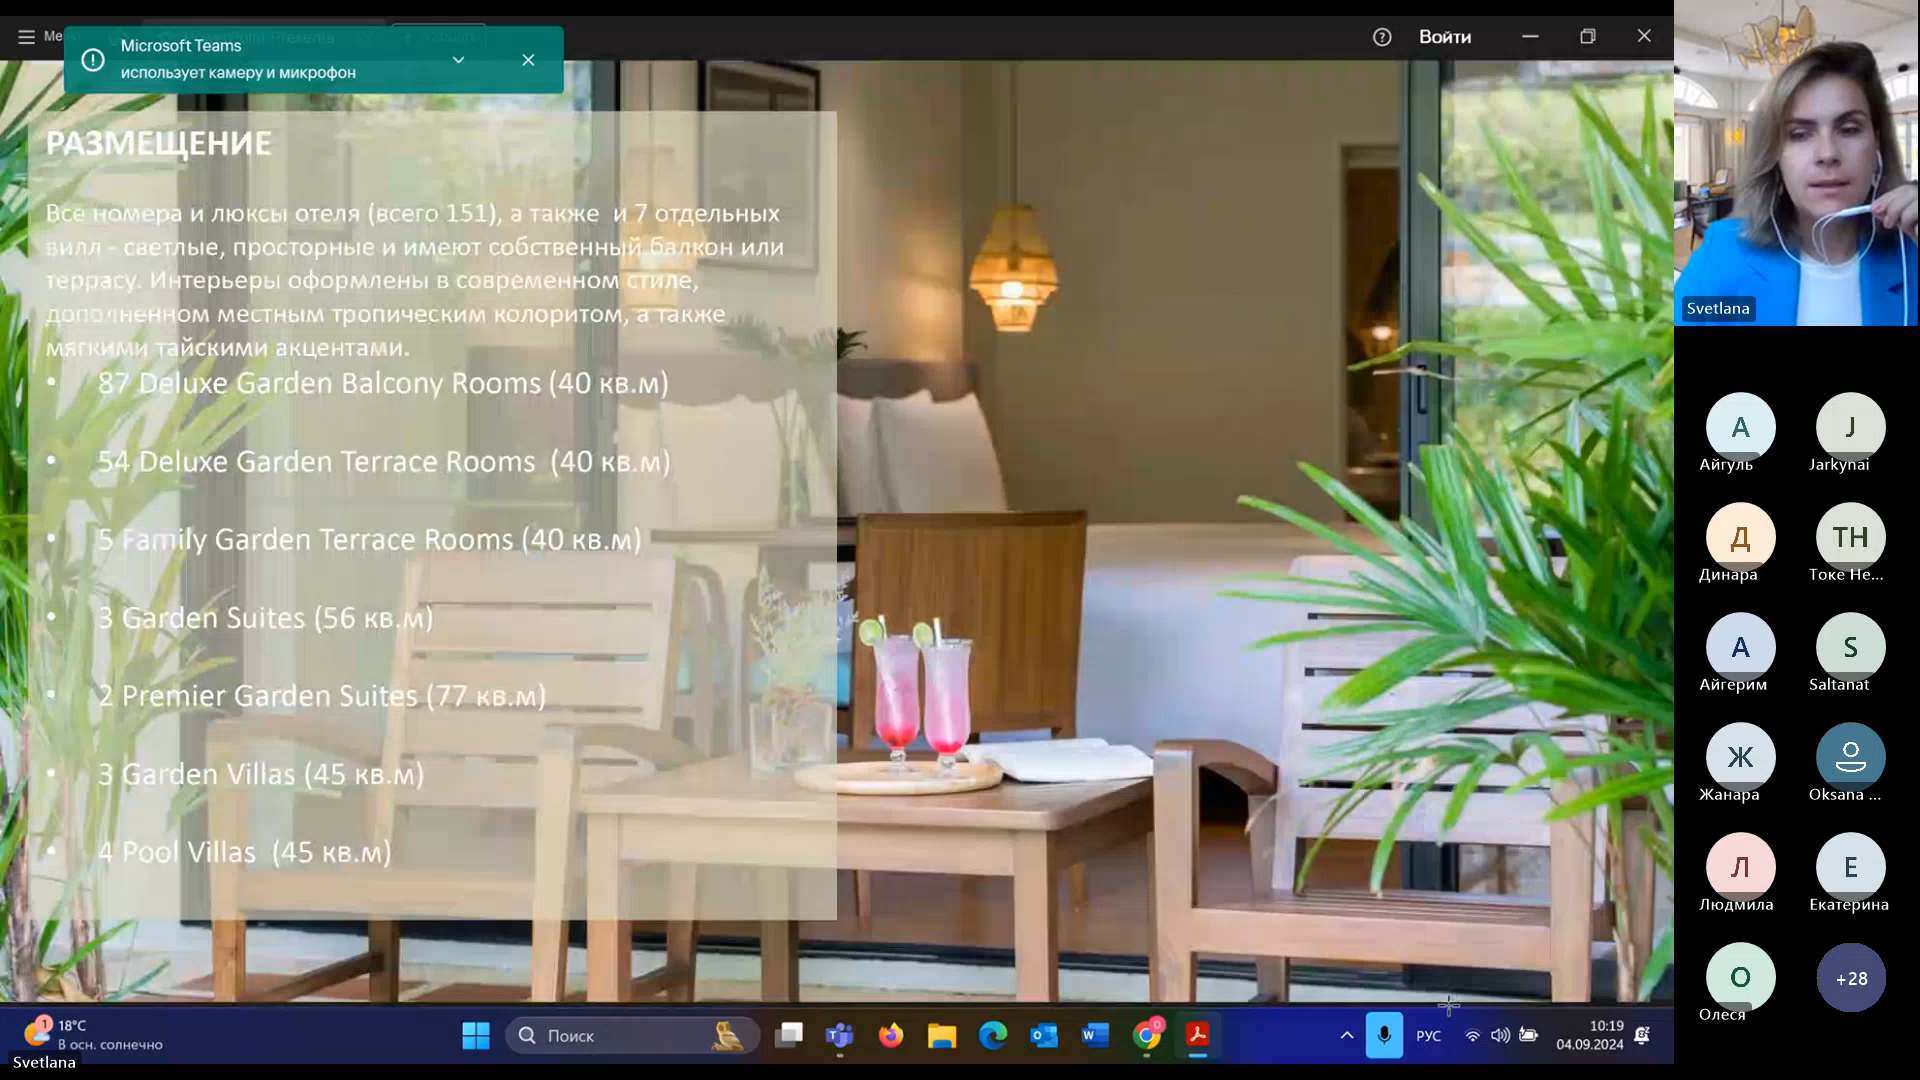 Microsoft Teams
использует камеру и микрофон
Войти
РАЗМЕЩЕНИЕ
Все номера и люксы отеля (всего 151), а также и 7 отдельных
вилл - светлые, просторные и имеют собственный балкон или
террасу. Интерьеры оформлены в современном стиле,
дополненном местным тропическим колоритом, а также
мягкими тайскими акцентами.
• 87 Deluxe Garden Balcony Rooms (40 кв.м)
• 54 Deluxe Garden Terrace Rooms (40 кв.м)
• 5 Family Garden Terrace Rooms (40 кв.м)
• 3 Garden Suites (56 кв.м)
• 2 Premier Garden Suites (77 кв.м)
• 3 Garden Villas (45 кв.м)
• 4 Pool Villas (45 кв.м)
Svetlana
А J
Айгуль Jarkynai
Д TH
Динара Токе Не...
А S
Айгерим Saltanat
Ж
Жанара Oksana ...
Л Е
Людмила Екатерина
О +28
Олеся
1 18°C
В осн. солнечно
Поиск
0
РУС
10:19
04.09.2024
Svetlana